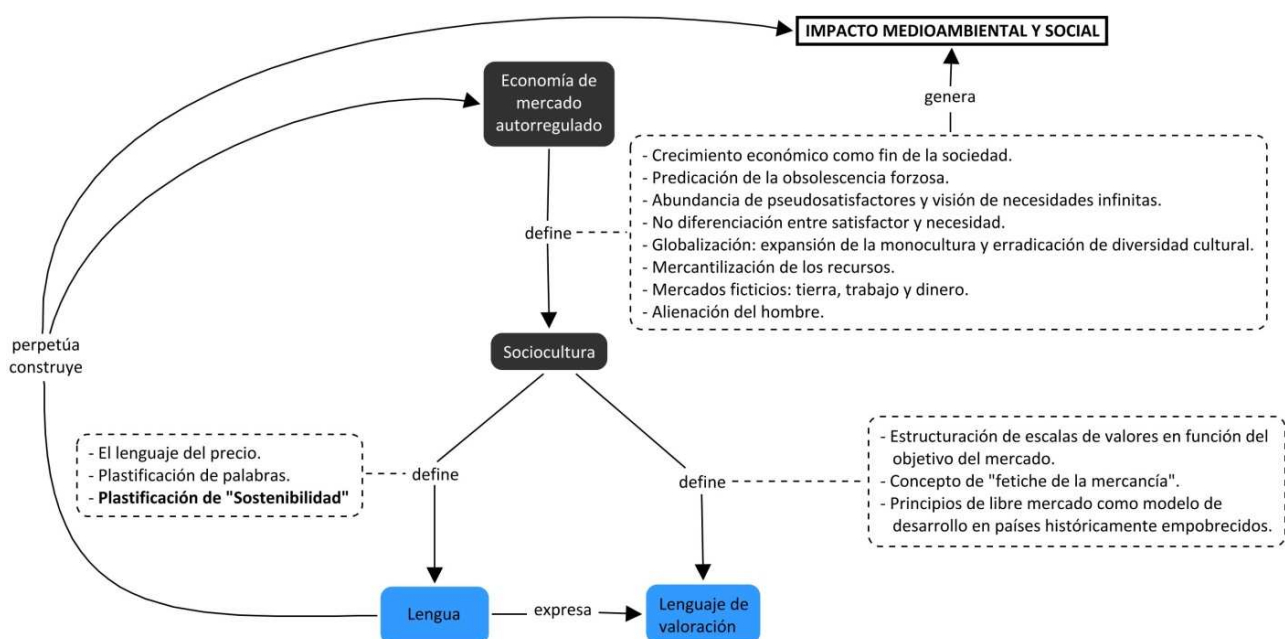 IMPACTO MEDIOAMBIENTAL Y SOCIAL
Economía de
mercado
autorregulado
genera
- Crecimiento económico como fin de la sociedad.
- Predicación de la obsolescencia forzosa.
- Abundancia de pseudosatisfactores y visión de necesidades infinitas.
- No diferenciación entre satisfactor y necesidad.
- Globalización: expansión de la monocultura y erradicación de diversidad cultural.
- Mercantilización de los recursos.
- Mercados ficticios: tierra, trabajo y dinero.
- Alienación del hombre.
define
perpetúa
construye
Sociocultura
- El lenguaje del precio.
- Plastificación de palabras.
- Plastificación de "Sostenibilidad"
define
define
- Estructuración de escalas de valores en función del
objetivo del mercado.
- Concepto de "fetiche de la mercancía".
- Principios de libre mercado como modelo de
desarrollo en países históricamente empobrecidos.
Lengua
expresa
Lenguaje de
valoración